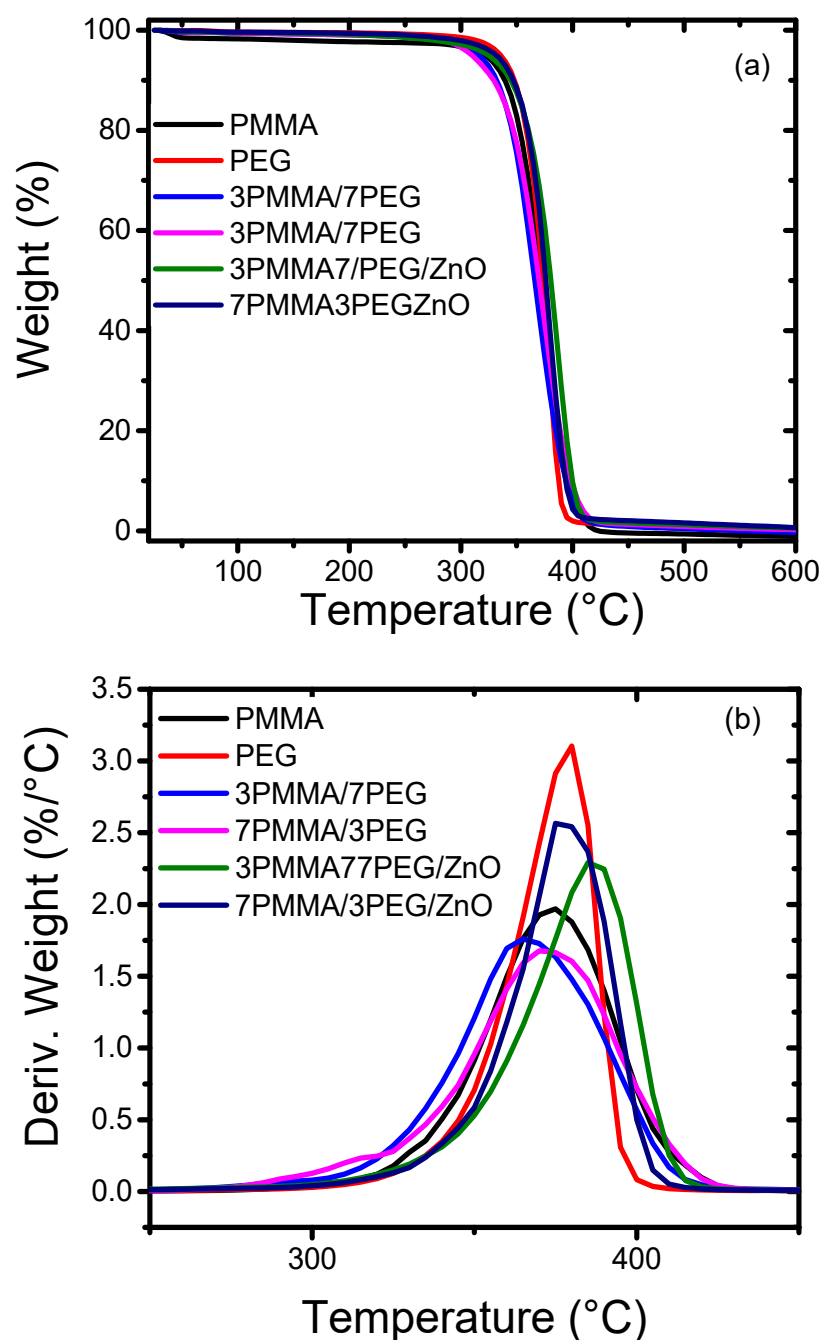 100
(a)
PMMA
80
PEG
3PMMA/7PEG
60
3PMMA/7PEG
3PMMA7/PEG/ZnO
7PMMA3PEGZnO
40
20
0
Weight (%)
100 200 300 400 500 600
Temperature (°C)
3.5
PMMA
(b)
PEG
3.0
3PMMA/7PEG
2.5
7PMMA/3PEG
3PMMA77PEG/ZnO
7PMMA/3PEG/ZnO
2.0
1.5
1.0
0.5
0.0
Deriv. Weight (%/°C)
300 400
Temperature (°C)